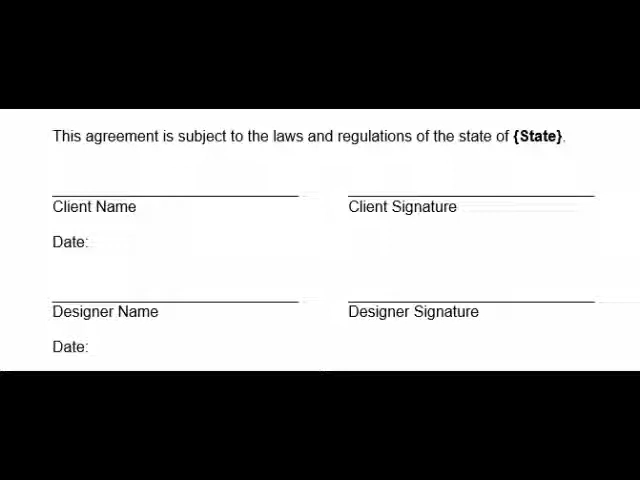 This agreement is subject to the laws and regulations of the state of {State}.
Client Name Client Signature
Date:
Designer Name Designer Signature
Date: